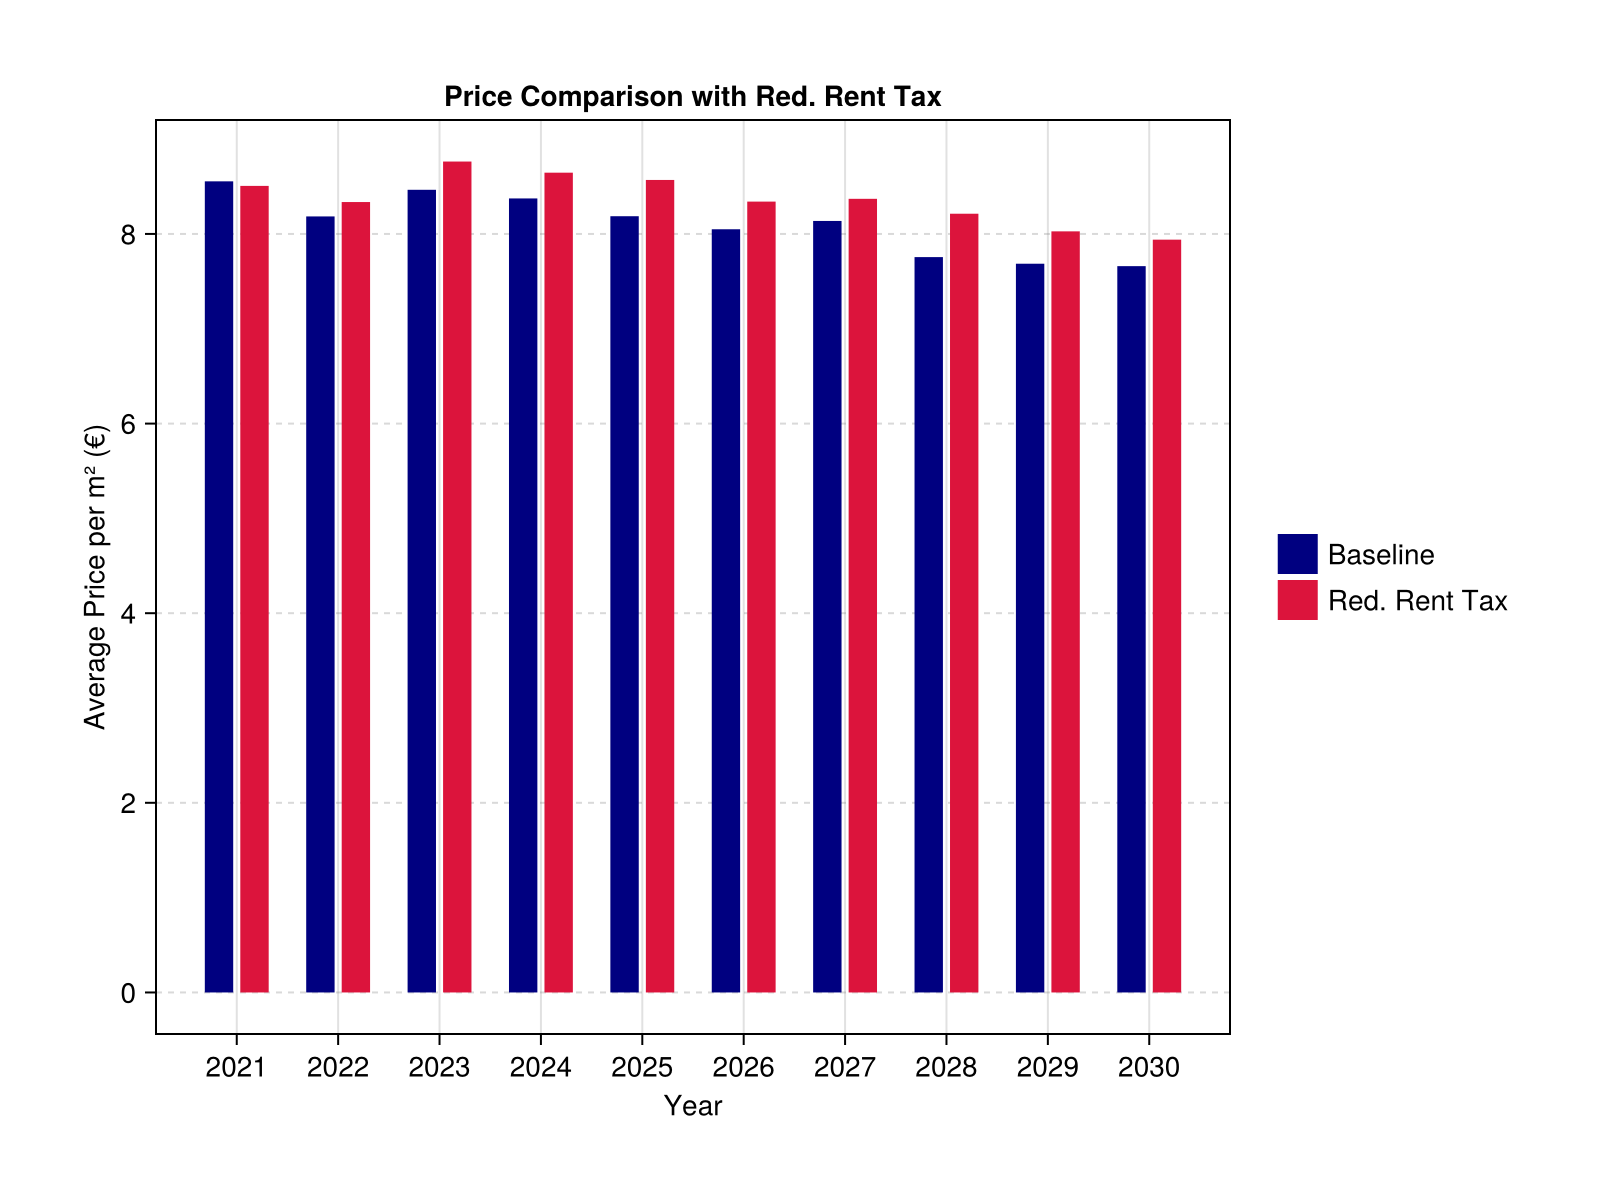 Price Comparison with Red. Rent Tax
Average Price per m² (€)
8
6
4
2
0
2021 2022 2023 2024 2025 2026 2027 2028 2029 2030
Year
Baseline
Red. Rent Tax